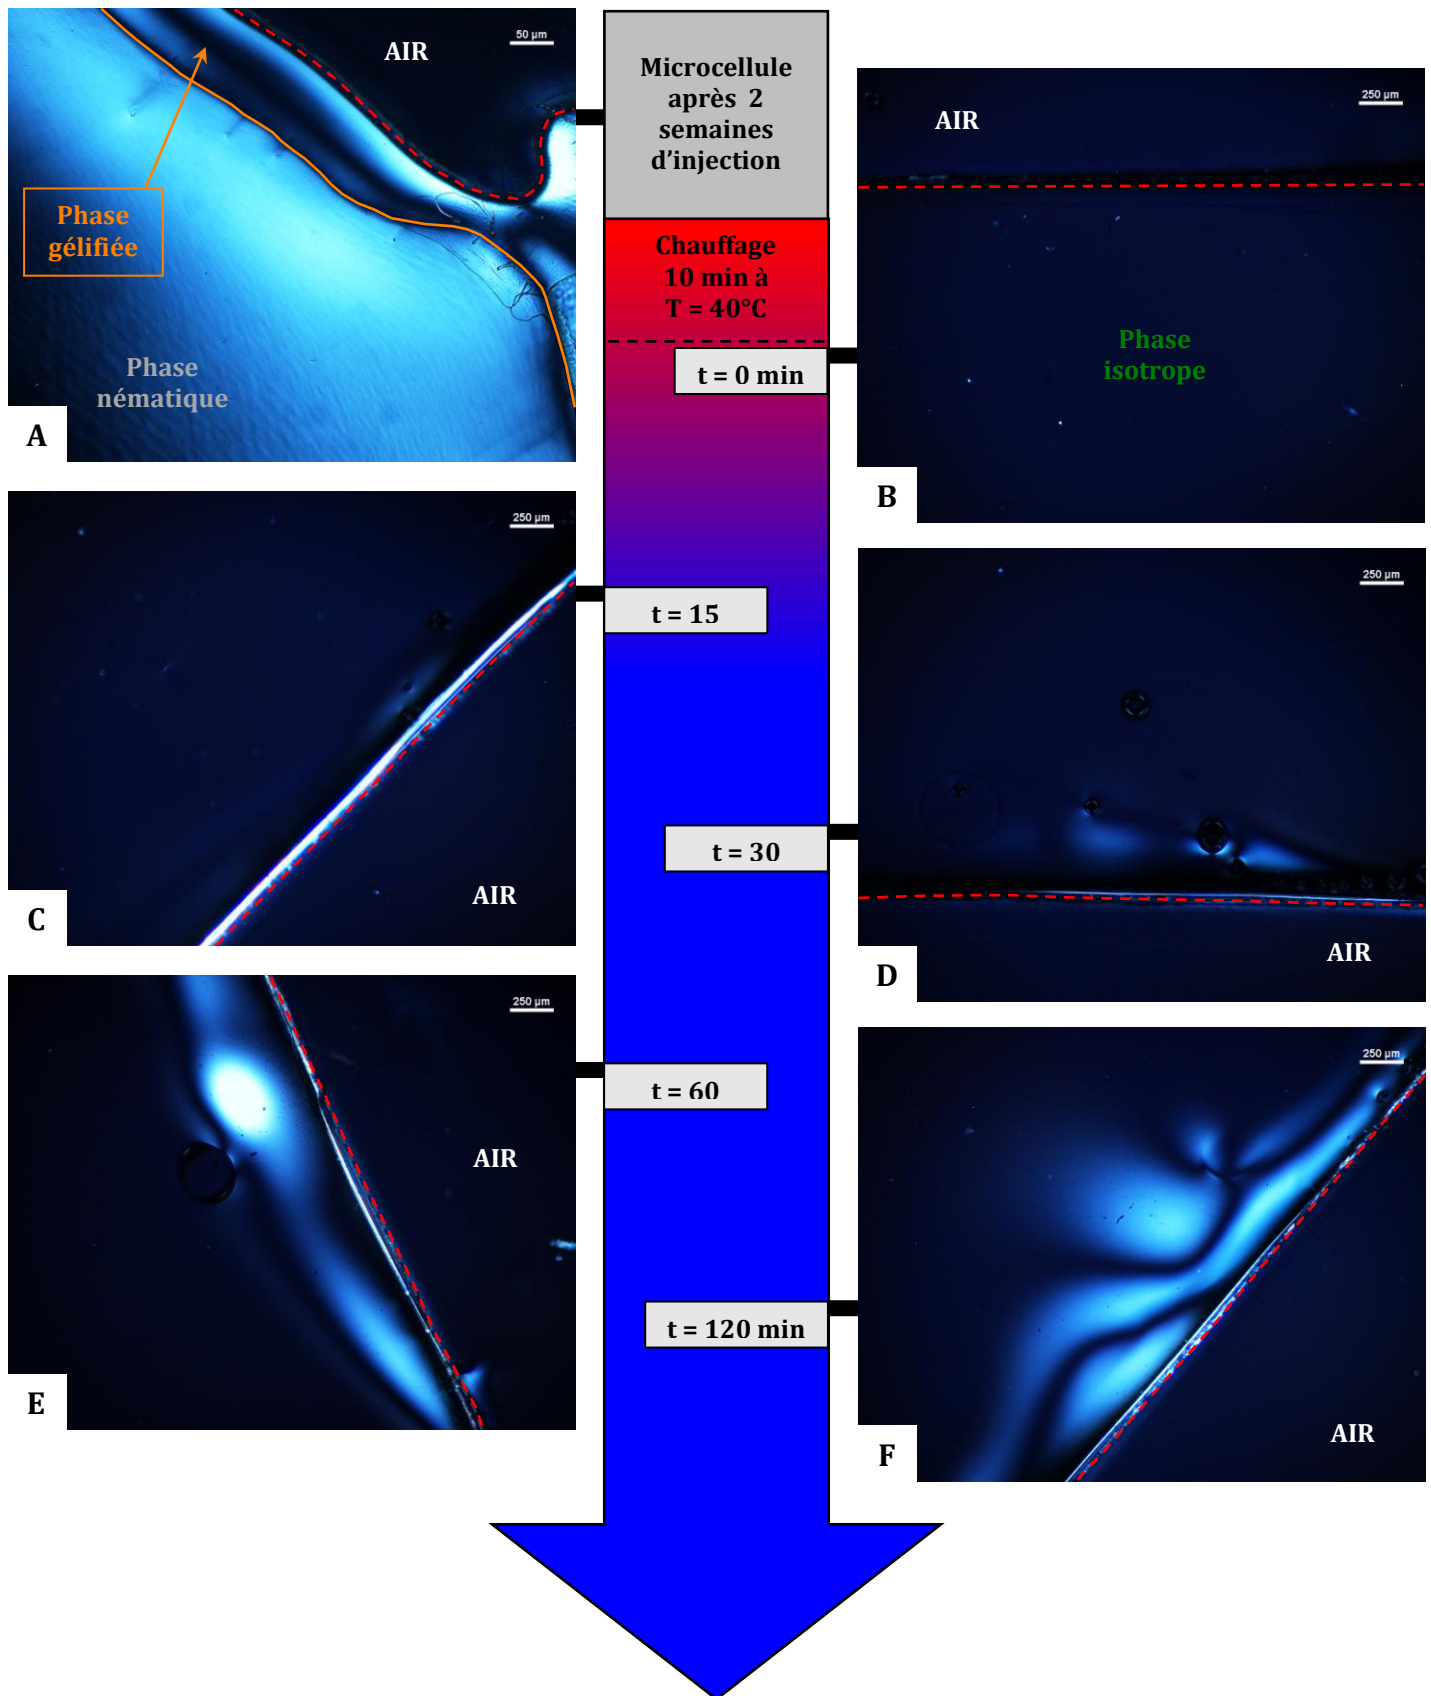 AIR
50 µm
Phase
gélifiée
Phase
nématique
A
Microcellule
après 2
semaines
d'injection
Chauffage
10 min à
T = 40°C
t = 0 min
AIR
250 µm
Phase
isotrope
B
250 µm
AIR
C
t = 15
250 µm
AIR
D
t = 30
250 µm
AIR
E
t = 60
250 µm
AIR
F
t = 120 min